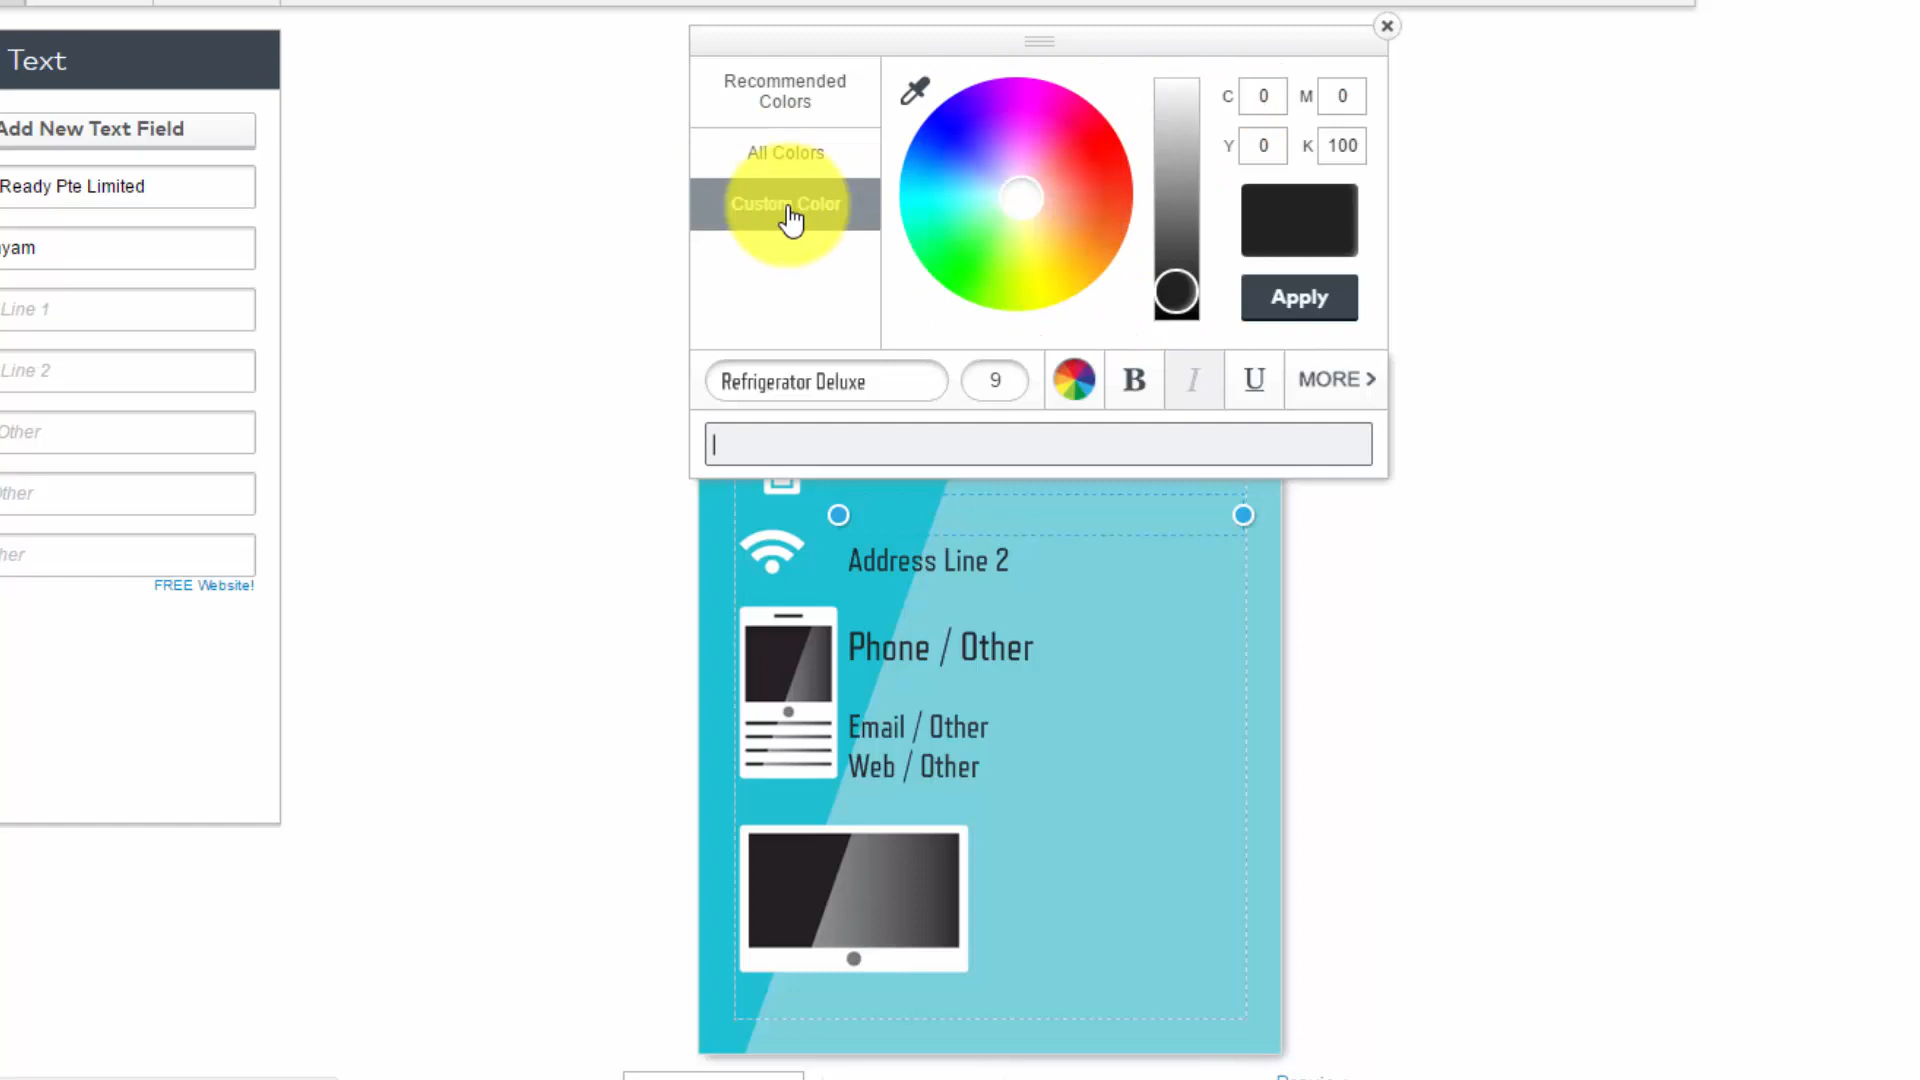 Text
Add New Text Field
Ready Pte Limited
yam
Line 1
Line 2
Other
Other
her
FREE Website!
Recommended
Colors
All Colors
Custom Color
C 0 M 0
Y 0 K 100
Apply
Refrigerator Deluxe 9 B I U MORE >
Address Line 2
Phone / Other
Email / Other
Web / Other